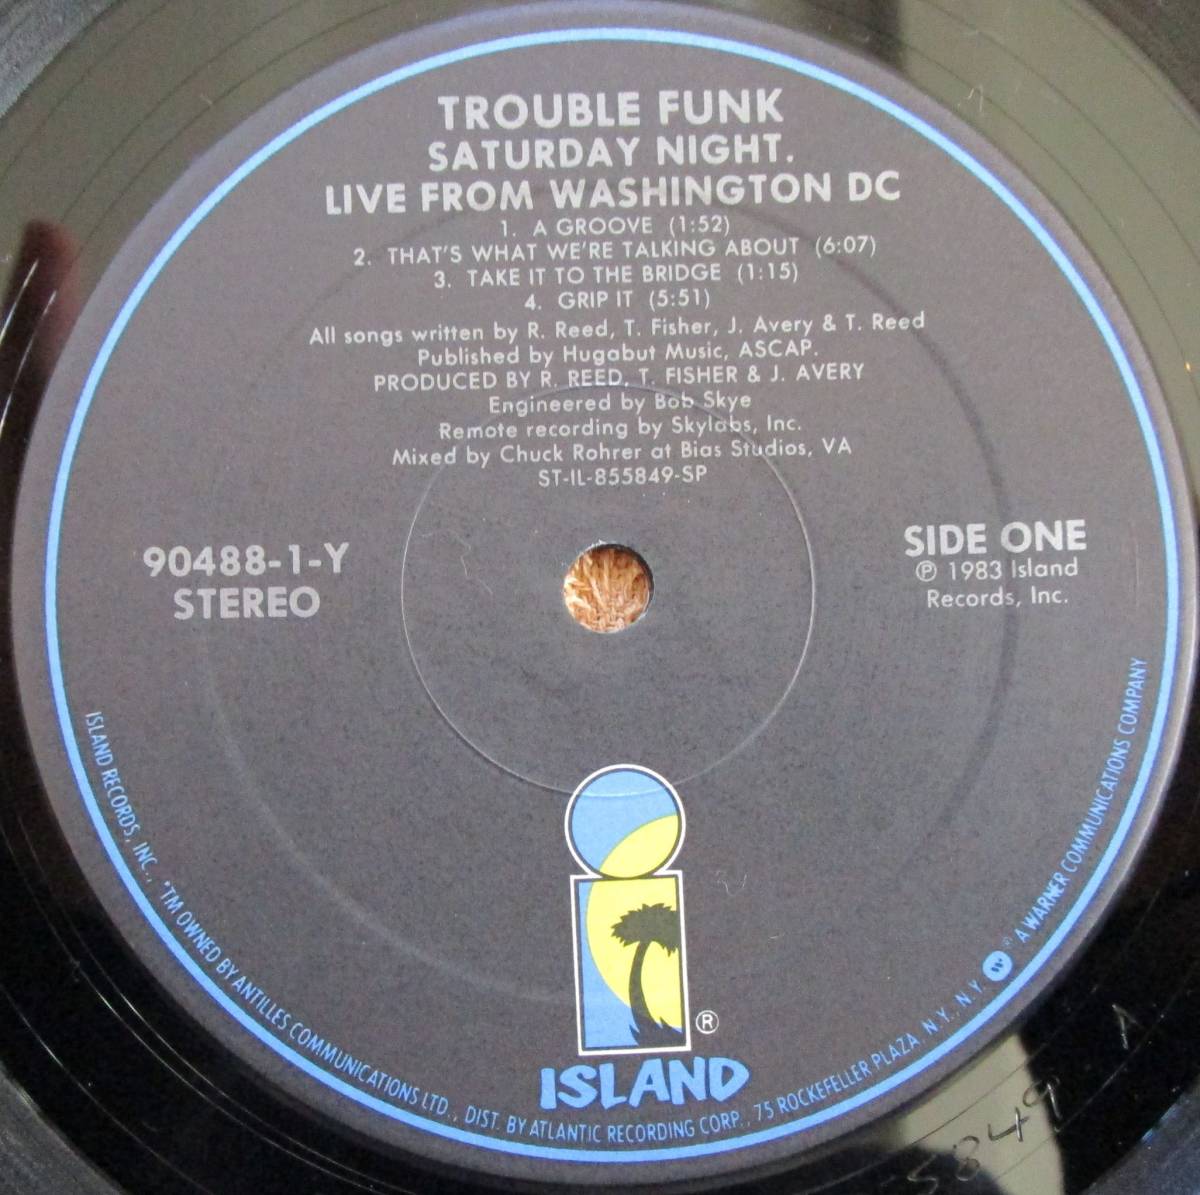 TROUBLE FUNK
SATURDAY NIGHT.
LIVE FROM WASHINGTON DC
1. A GROOVE (1:52)
2. THAT'S WHAT WE'RE TALKING ABOUT (6:07)
3. TAKE IT TO THE BRIDGE (1:15)
4. GRIP IT (5:51)
All songs written by R. Reed, T. Fisher, J. Avery & T. Reed
Published by Hugabut Music, ASCAP.
PRODUCED BY R. REED, T. FISHER & J. AVERY
Engineered by Bob Skye
Remote recording by Skylabs, Inc.
Mixed by Chuck Rohrer at Bias Studios, VA
ST-IL-855849-SP
90488-1-Y
STEREO
SIDE ONE
℗ 1983 Island
Records, Inc.
®
ISLAND
ISLAND RECORDS, INC., *TM OWNED BY ANTILLES COMMUNICATIONS LTD., DIST. BY ATLANTIC RECORDING CORP., 75 ROCKEFELLER PLAZA, N.Y., N.Y. ® A WARNER COMMUNICATIONS COMPANY
5849